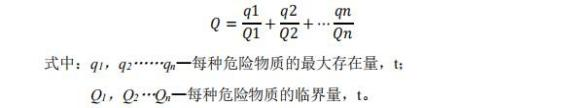 Q = q1/Q1 + q2/Q2 + ⋯ qn/Qn
式中：q₁，q₂……qₙ—每种危险物质的最大存在量，t；
Q₁，Q₂…Qₙ—每种危险物质的临界量，t。